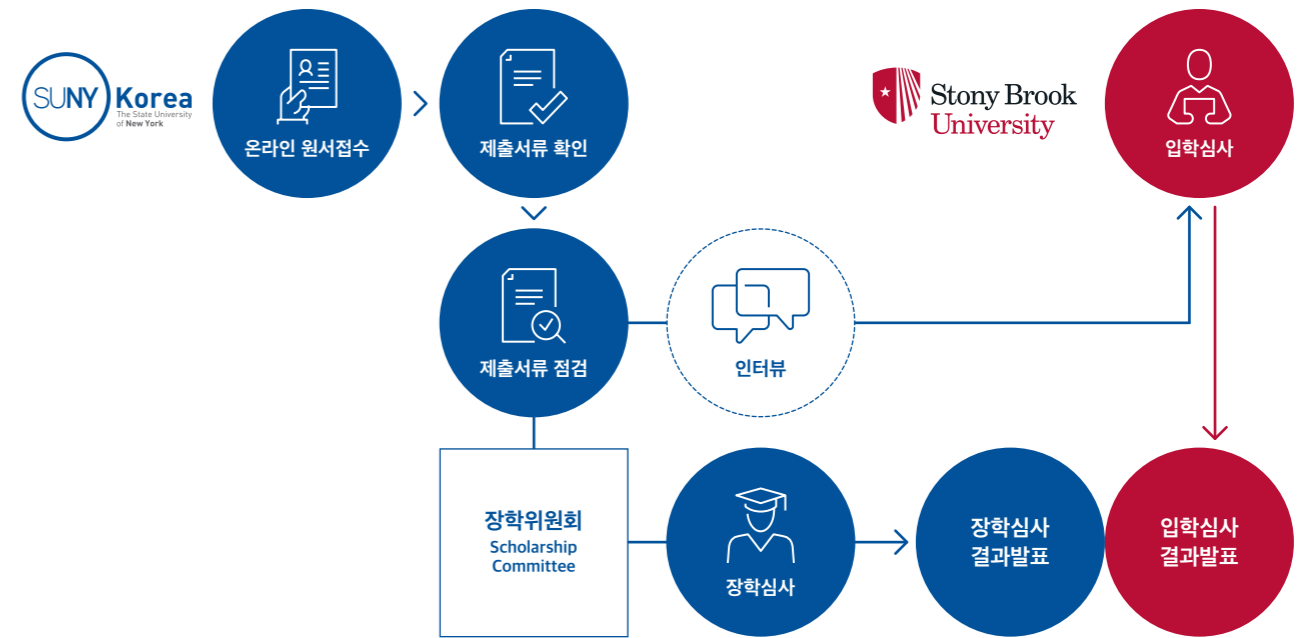 SUNY Korea
The State University
of New York
온라인 원서접수
제출서류 확인
Stony Brook
University
입학심사
제출서류 점검
인터뷰
장학위원회
Scholarship
Committee
장학심사
장학심사
결과발표
입학심사
결과발표